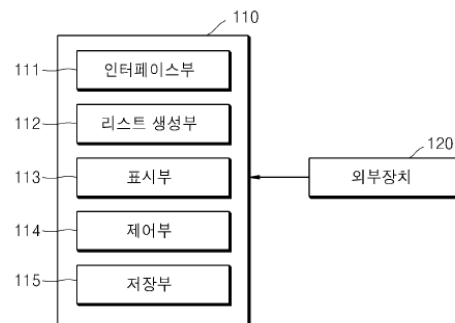 110
111
인터페이스부
112
리스트 생성부
120
113
표시부
외부장치
114
제어부
115
저장부